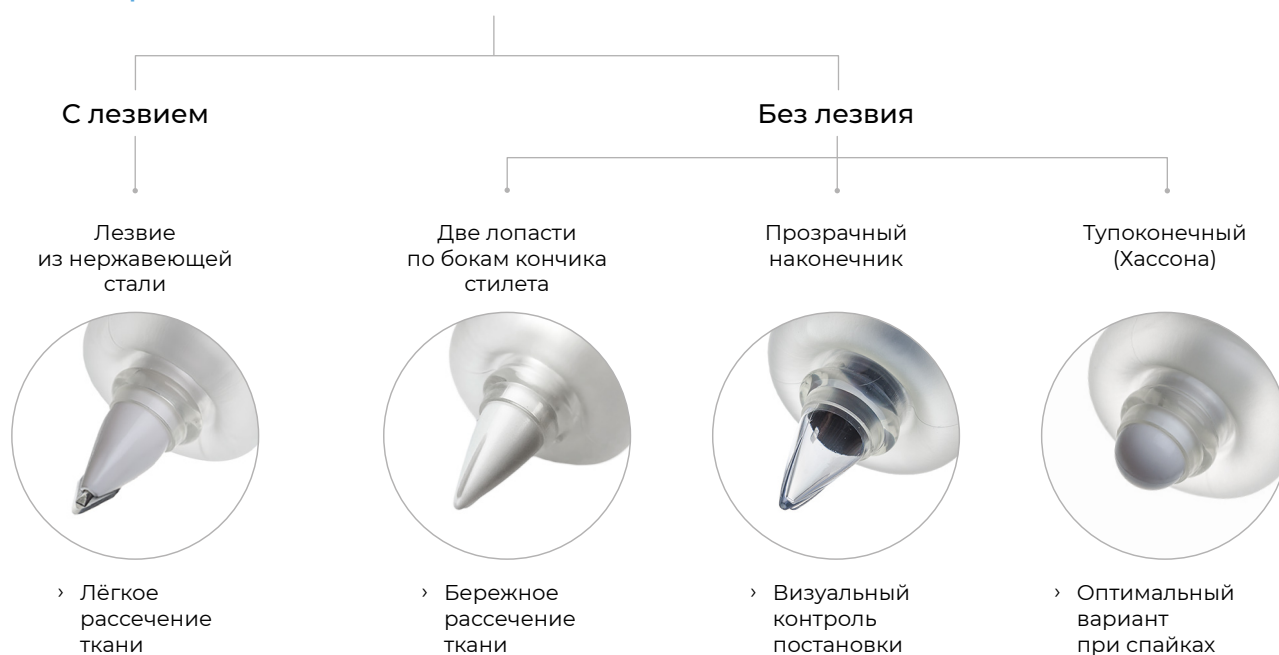 С лезвием
Без лезвия
Лезвие
из нержавеющей
стали
Две лопасти
по бокам кончика
стилета
Прозрачный
наконечник
Тупоконечный
(Хассона)
› Лёгкое
рассечение
ткани
› Бережное
рассечение
ткани
› Визуальный
контроль
постановки
› Оптимальный
вариант
при спайках